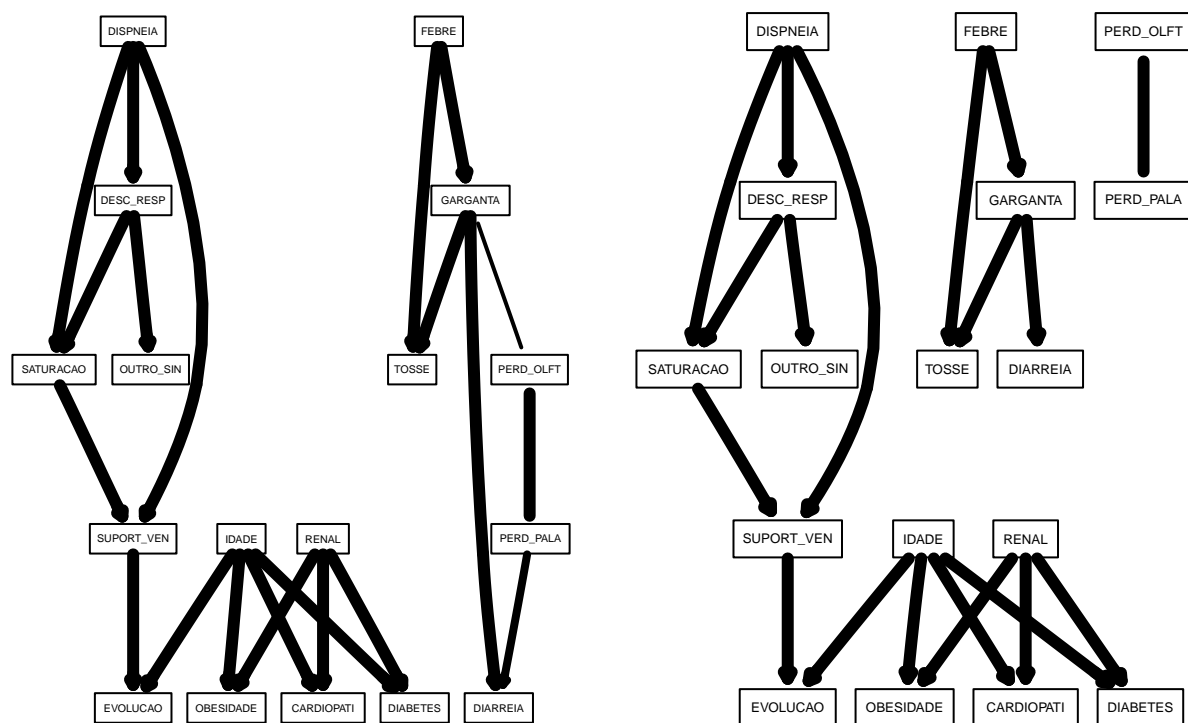 DISPNEIA
FEBRE
DESC_RESP
GARGANTA
SATURACAO
OUTRO_SIN
TOSSE
PERD_OLFT
SUPORT_VEN
IDADE
RENAL
PERD_PALA
EVOLUCAO
OBESIDADE
CARDIOPATI
DIABETES
DIARREIA
DISPNEIA
FEBRE
PERD_OLFT
DESC_RESP
GARGANTA
PERD_PALA
SATURACAO
OUTRO_SIN
TOSSE
DIARREIA
SUPORT_VEN
IDADE
RENAL
EVOLUCAO
OBESIDADE
CARDIOPATI
DIABETES